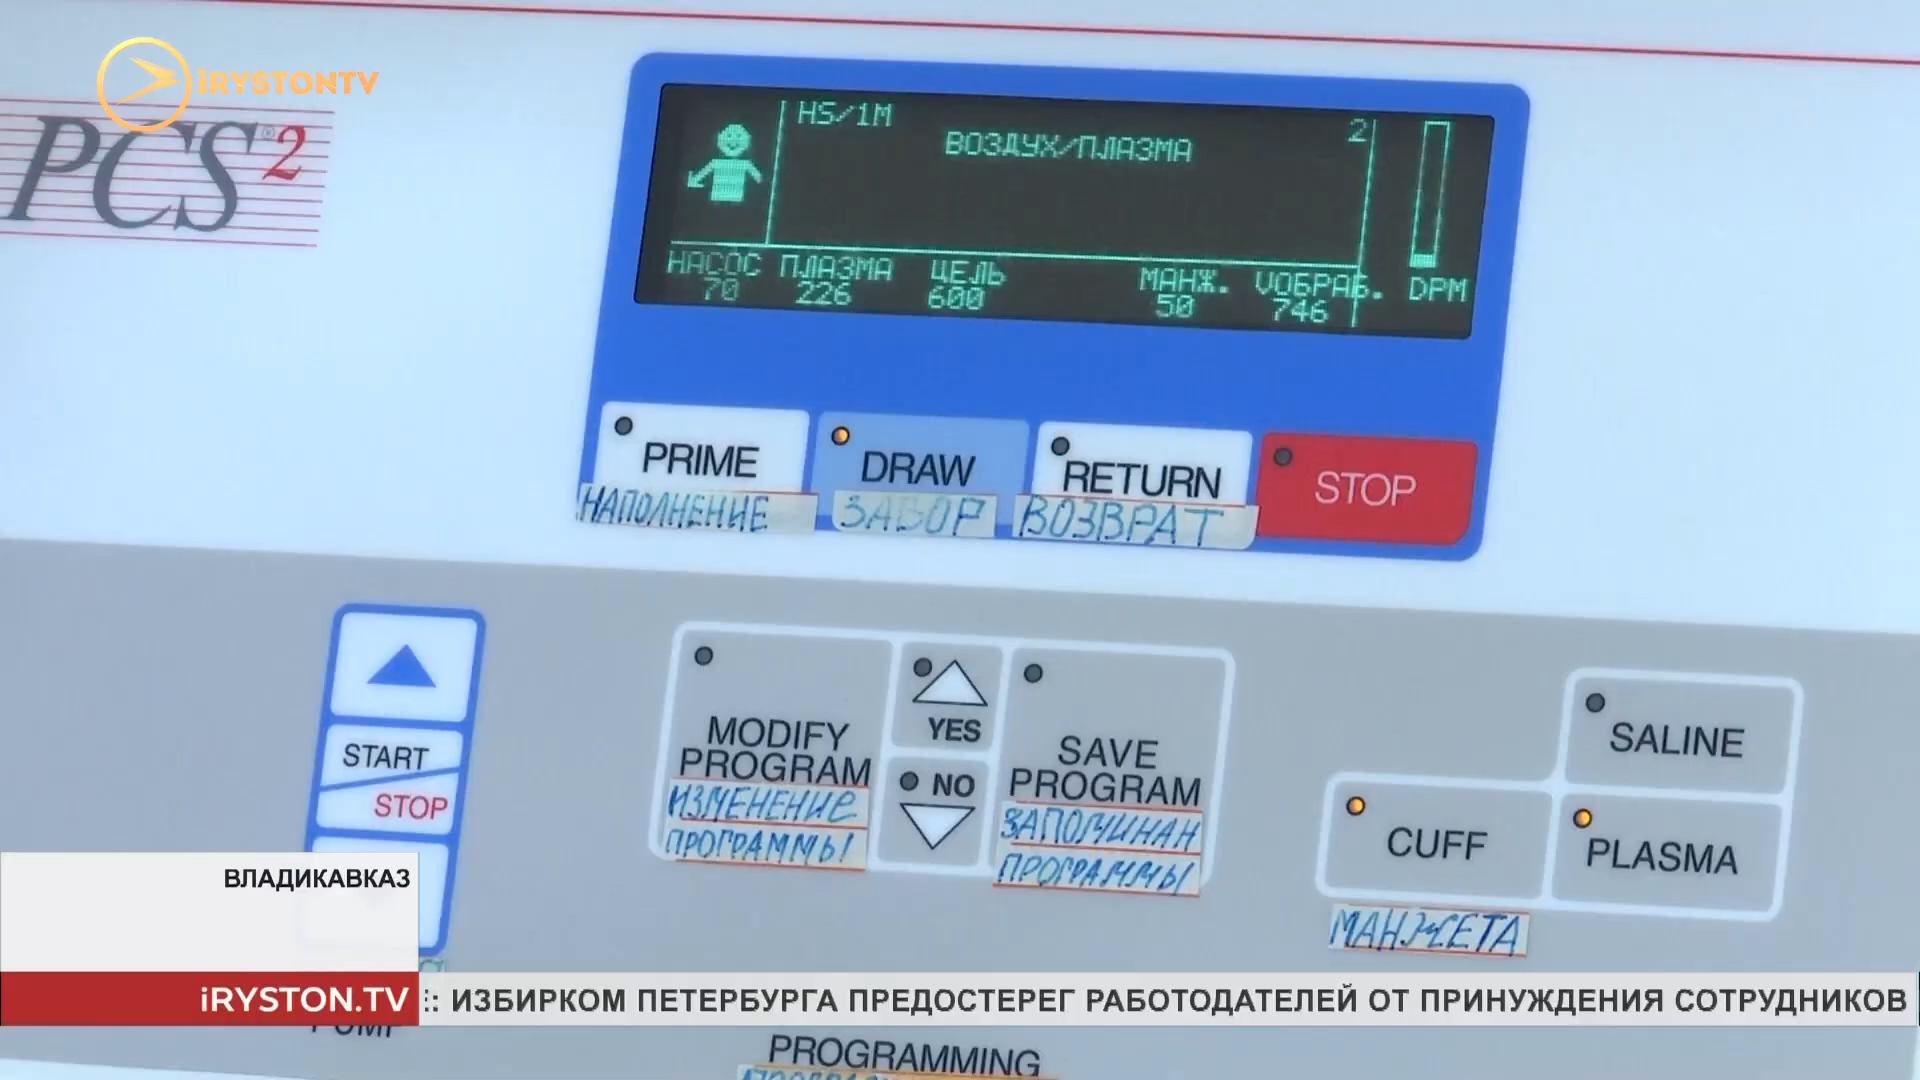 iRYSTONTV
PCS®2
HS/1M
2
ВОЗДУХ/ПЛАЗМА
НАСОС ПЛАЗМА ЦЕЛЬ МАНЖ. VОБРАБ. DPM
70 226 600 50 746
PRIME DRAW RETURN STOP
НАПОЛНЕНИЕ ЗАБОР ВОЗВРАТ
START
STOP
MODIFY
PROGRAM
ИЗМЕНЕНИЕ
ПРОГРАММЫ
YES
NO
SAVE
PROGRAM
ЗАПОМИНАН
ПРОГРАММЫ
SALINE
CUFF
PLASMA
МАНЖЕТА
ВЛАДИКАВКАЗ
iRYSTON.TV
:: ИЗБИРКОМ ПЕТЕРБУРГА ПРЕДОСТЕРЕГ РАБОТОДАТЕЛЕЙ ОТ ПРИНУЖДЕНИЯ СОТРУДНИКОВ
PUMP
PROGRAMMING